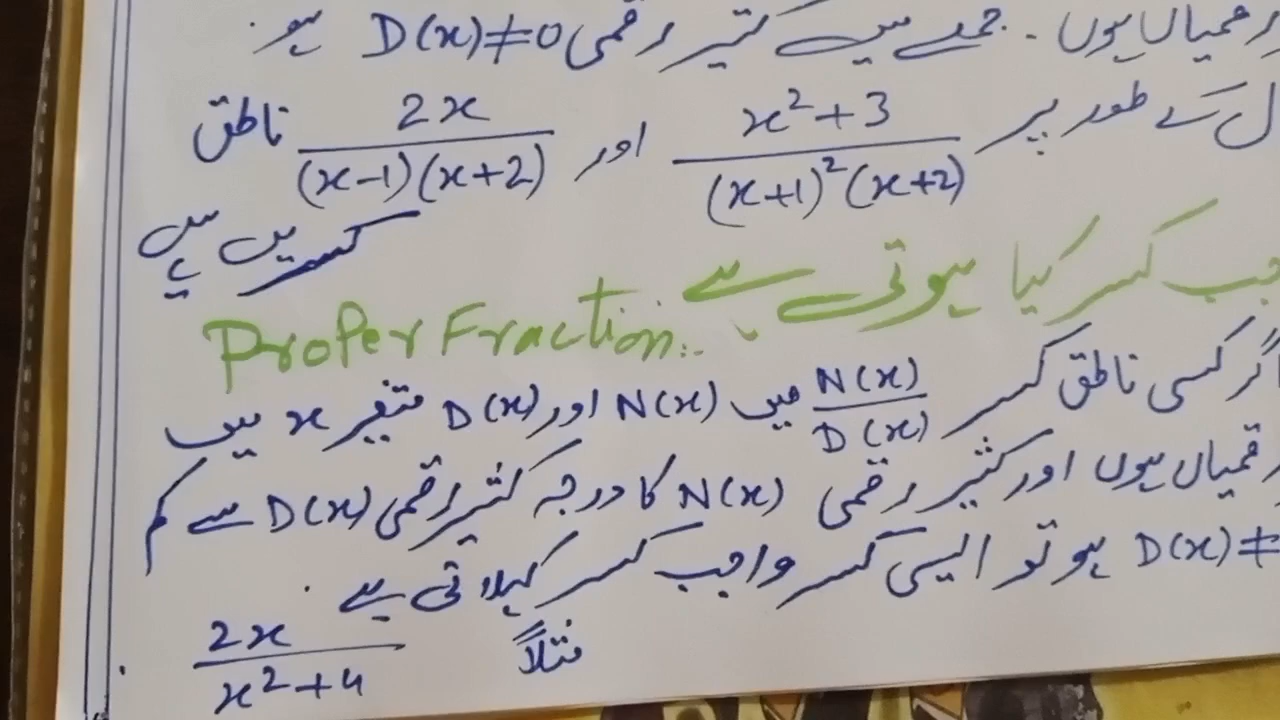 رقمیاں ہوں ۔ جملے میں کثیر رقمی D(x)≠0 ہو ۔
ل کے طور پر (x²+3)/((x+1)²(x+2)) اور 2x/((x-1)(x+2)) ناطق
کسریں ہیں
جب کسر کیا ہوتی ہے ۔ Proper Fraction:.
اگر کسی ناطق کسر N(x)/D(x) میں N(x) اور D(x) متغیر x میں
رقمیاں ہوں اور کثیر رقمی N(x) کا درجہ کثیر رقمی D(x) سے کم
D(x)≠ ہو تو ایسی کسر واجب کسر کہلاتی ہے ۔
مثلاً 2x/(x²+4)